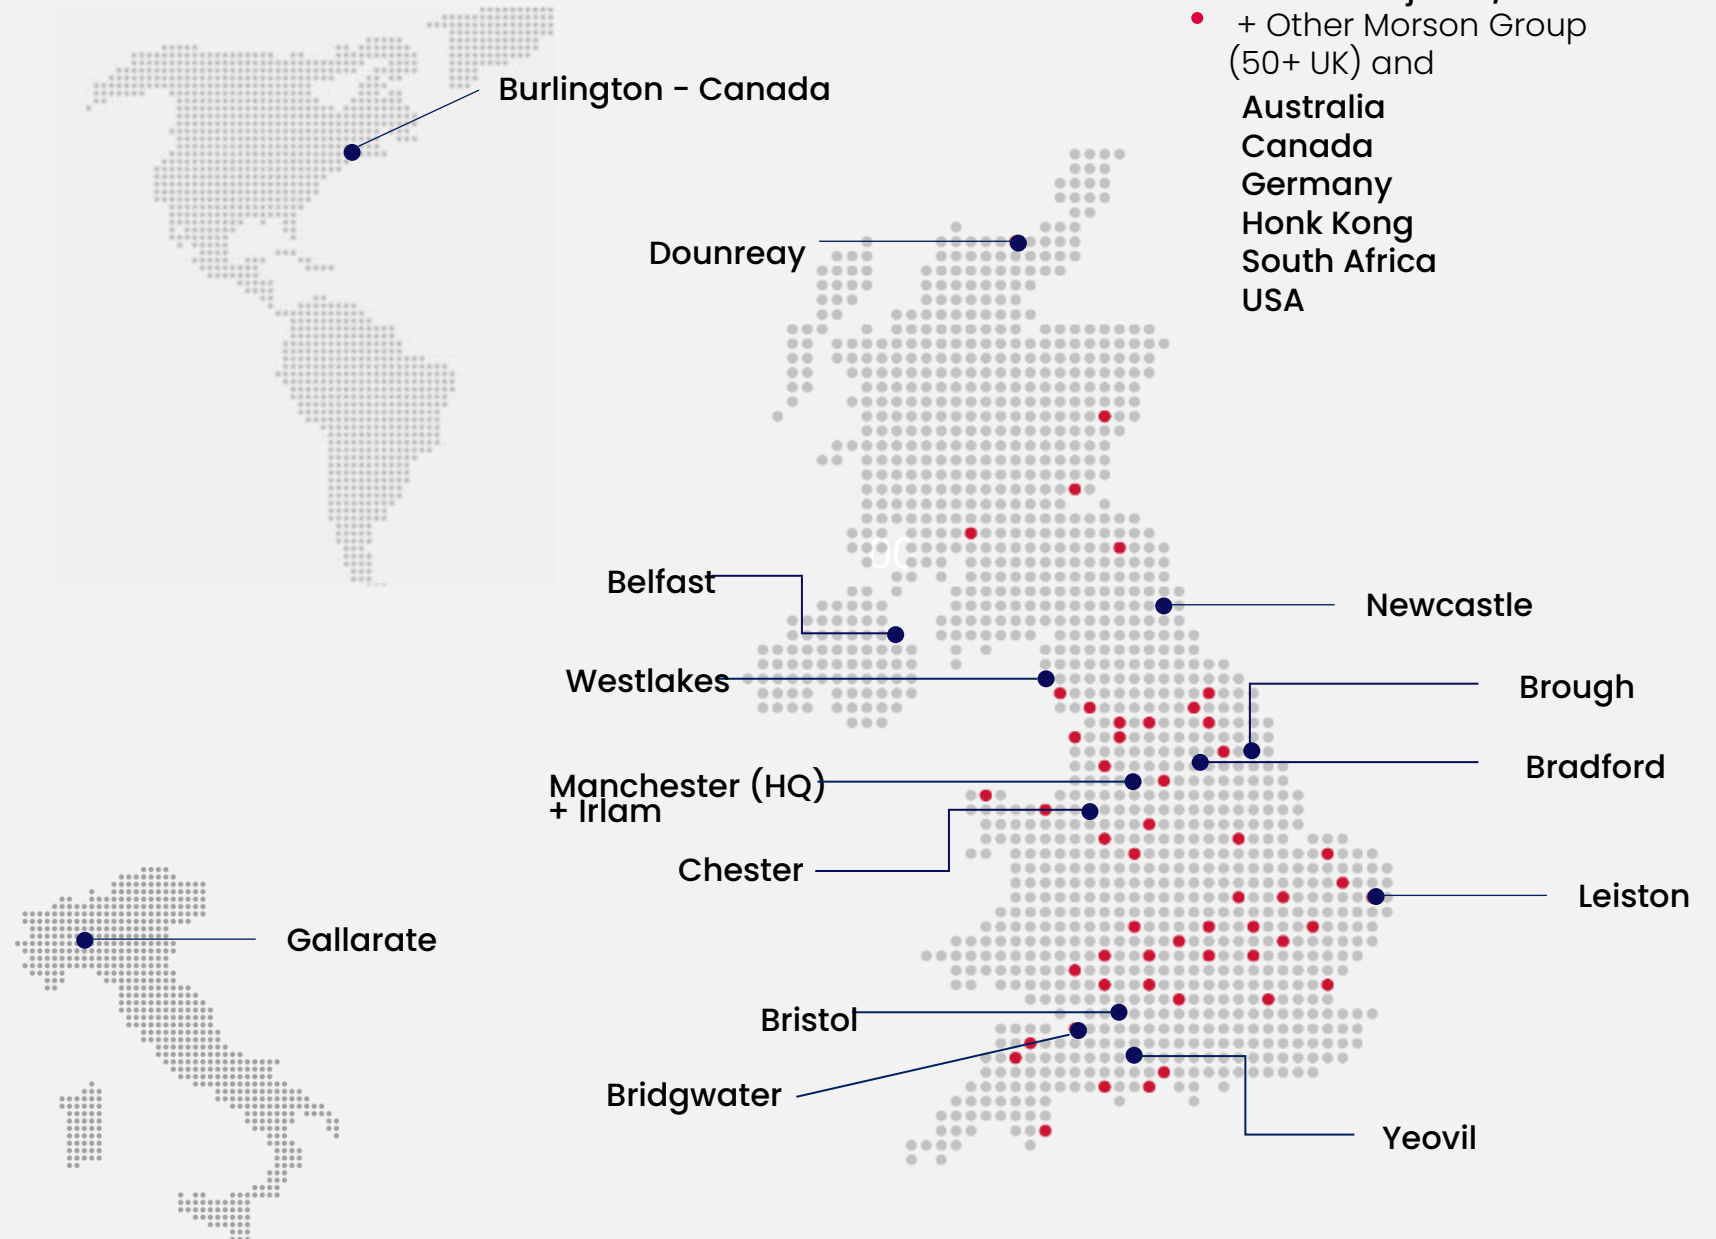 + Other Morson Group
(50+ UK) and
Australia
Canada
Germany
Honk Kong
South Africa
USA
Burlington - Canada
Dounreay
Belfast
Newcastle
Westlakes
Brough
Bradford
Manchester (HQ)
+ Irlam
Chester
Leiston
Gallarate
Bristol
Bridgwater
Yeovil